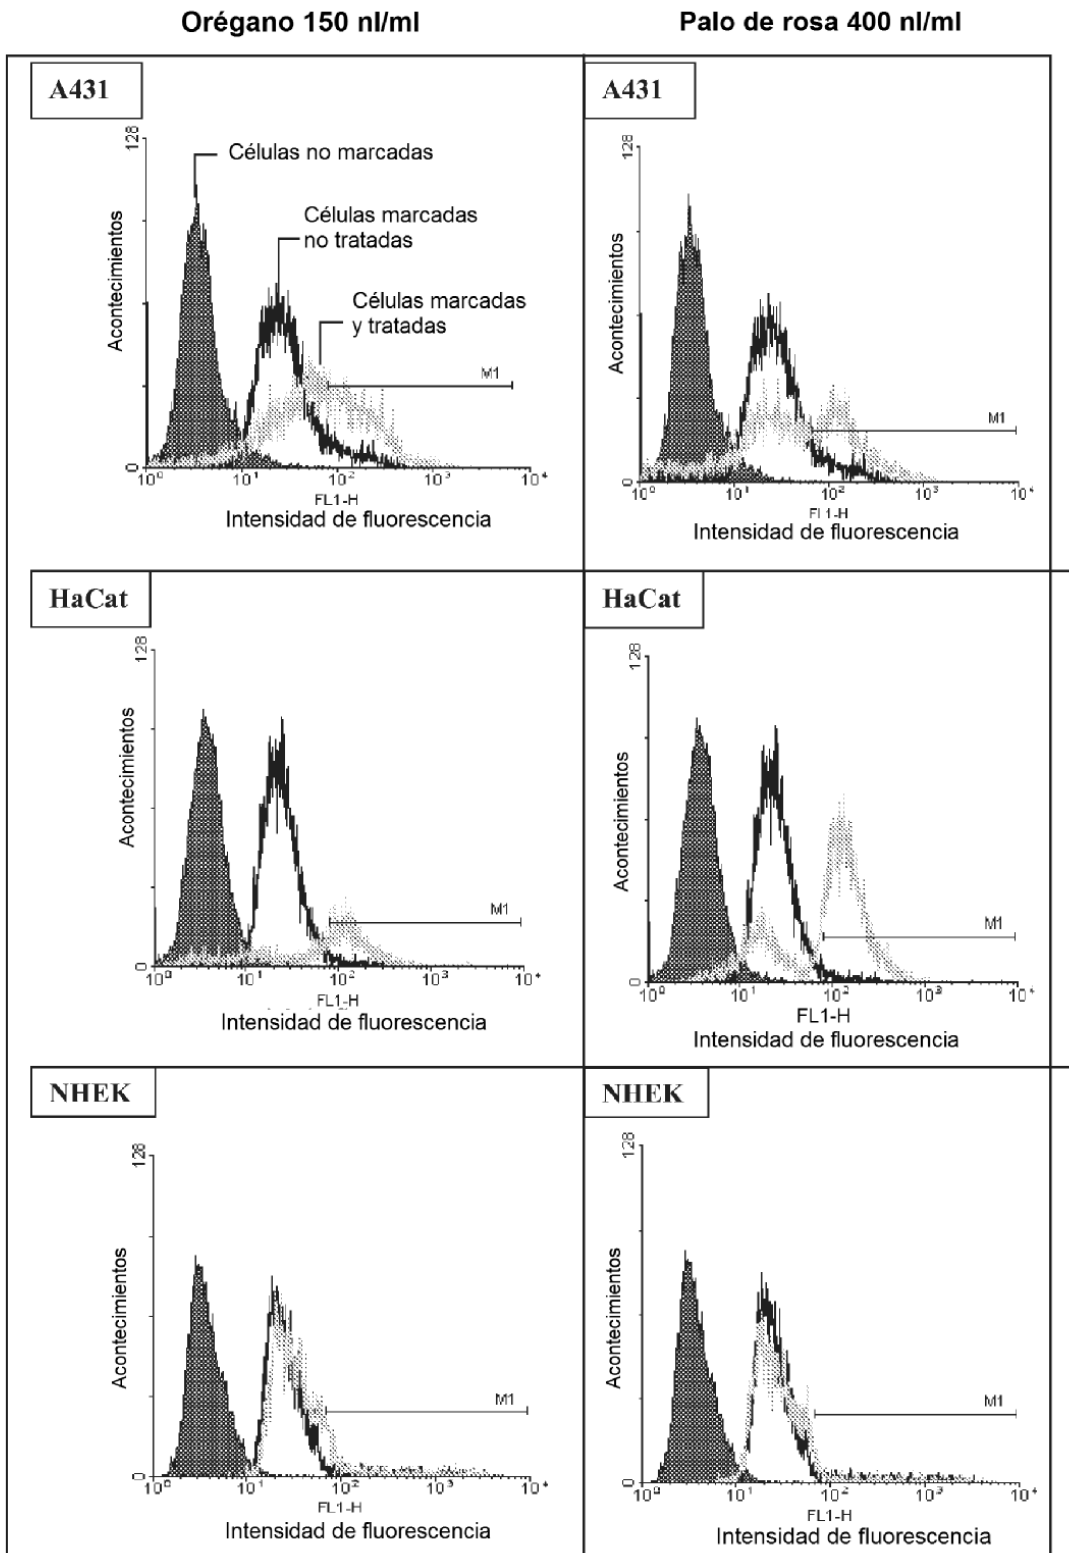 Orégano 150 nl/ml
Palo de rosa 400 nl/ml
A431
128
Acontecimientos
Células no marcadas
Células marcadas
no tratadas
Células marcadas
y tratadas
M1
0
10⁰ 10¹ 10² 10³ 10⁴
FL1-H
Intensidad de fluorescencia
A431
128
Acontecimientos
M1
0
10⁰ 10¹ 10² 10³ 10⁴
FL1-H
Intensidad de fluorescencia
HaCat
128
Acontecimientos
M1
0
10⁰ 10¹ 10² 10³ 10⁴
FL1-H
Intensidad de fluorescencia
HaCat
128
Acontecimientos
M1
0
10⁰ 10¹ 10² 10³ 10⁴
FL1-H
Intensidad de fluorescencia
NHEK
128
Acontecimientos
M1
0
10⁰ 10¹ 10² 10³ 10⁴
FL1-H
Intensidad de fluorescencia
NHEK
128
Acontecimientos
M1
0
10⁰ 10¹ 10² 10³ 10⁴
FL1-H
Intensidad de fluorescencia